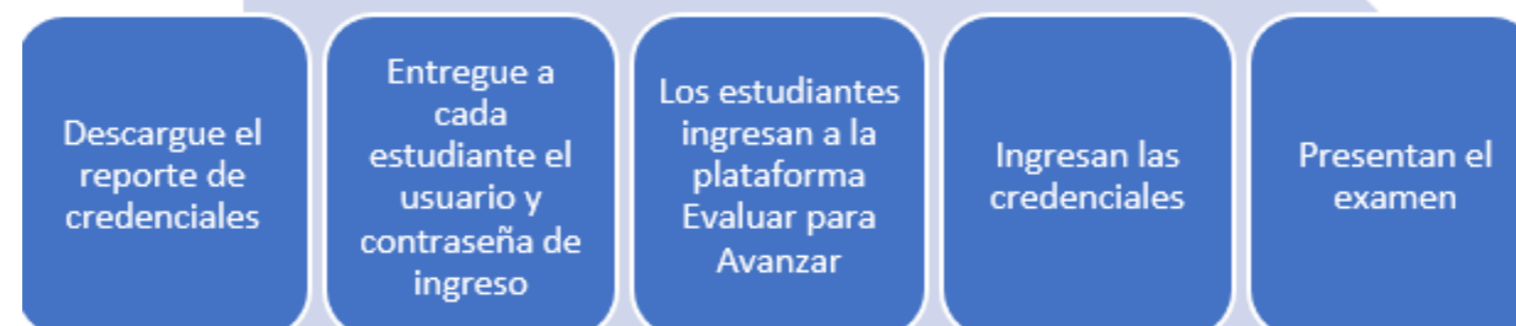 Descargue el
reporte de
credenciales
Entregue a
cada
estudiante el
usuario y
contraseña de
ingreso
Los estudiantes
ingresan a la
plataforma
Evaluar para
Avanzar
Ingresan las
credenciales
Presentan el
examen